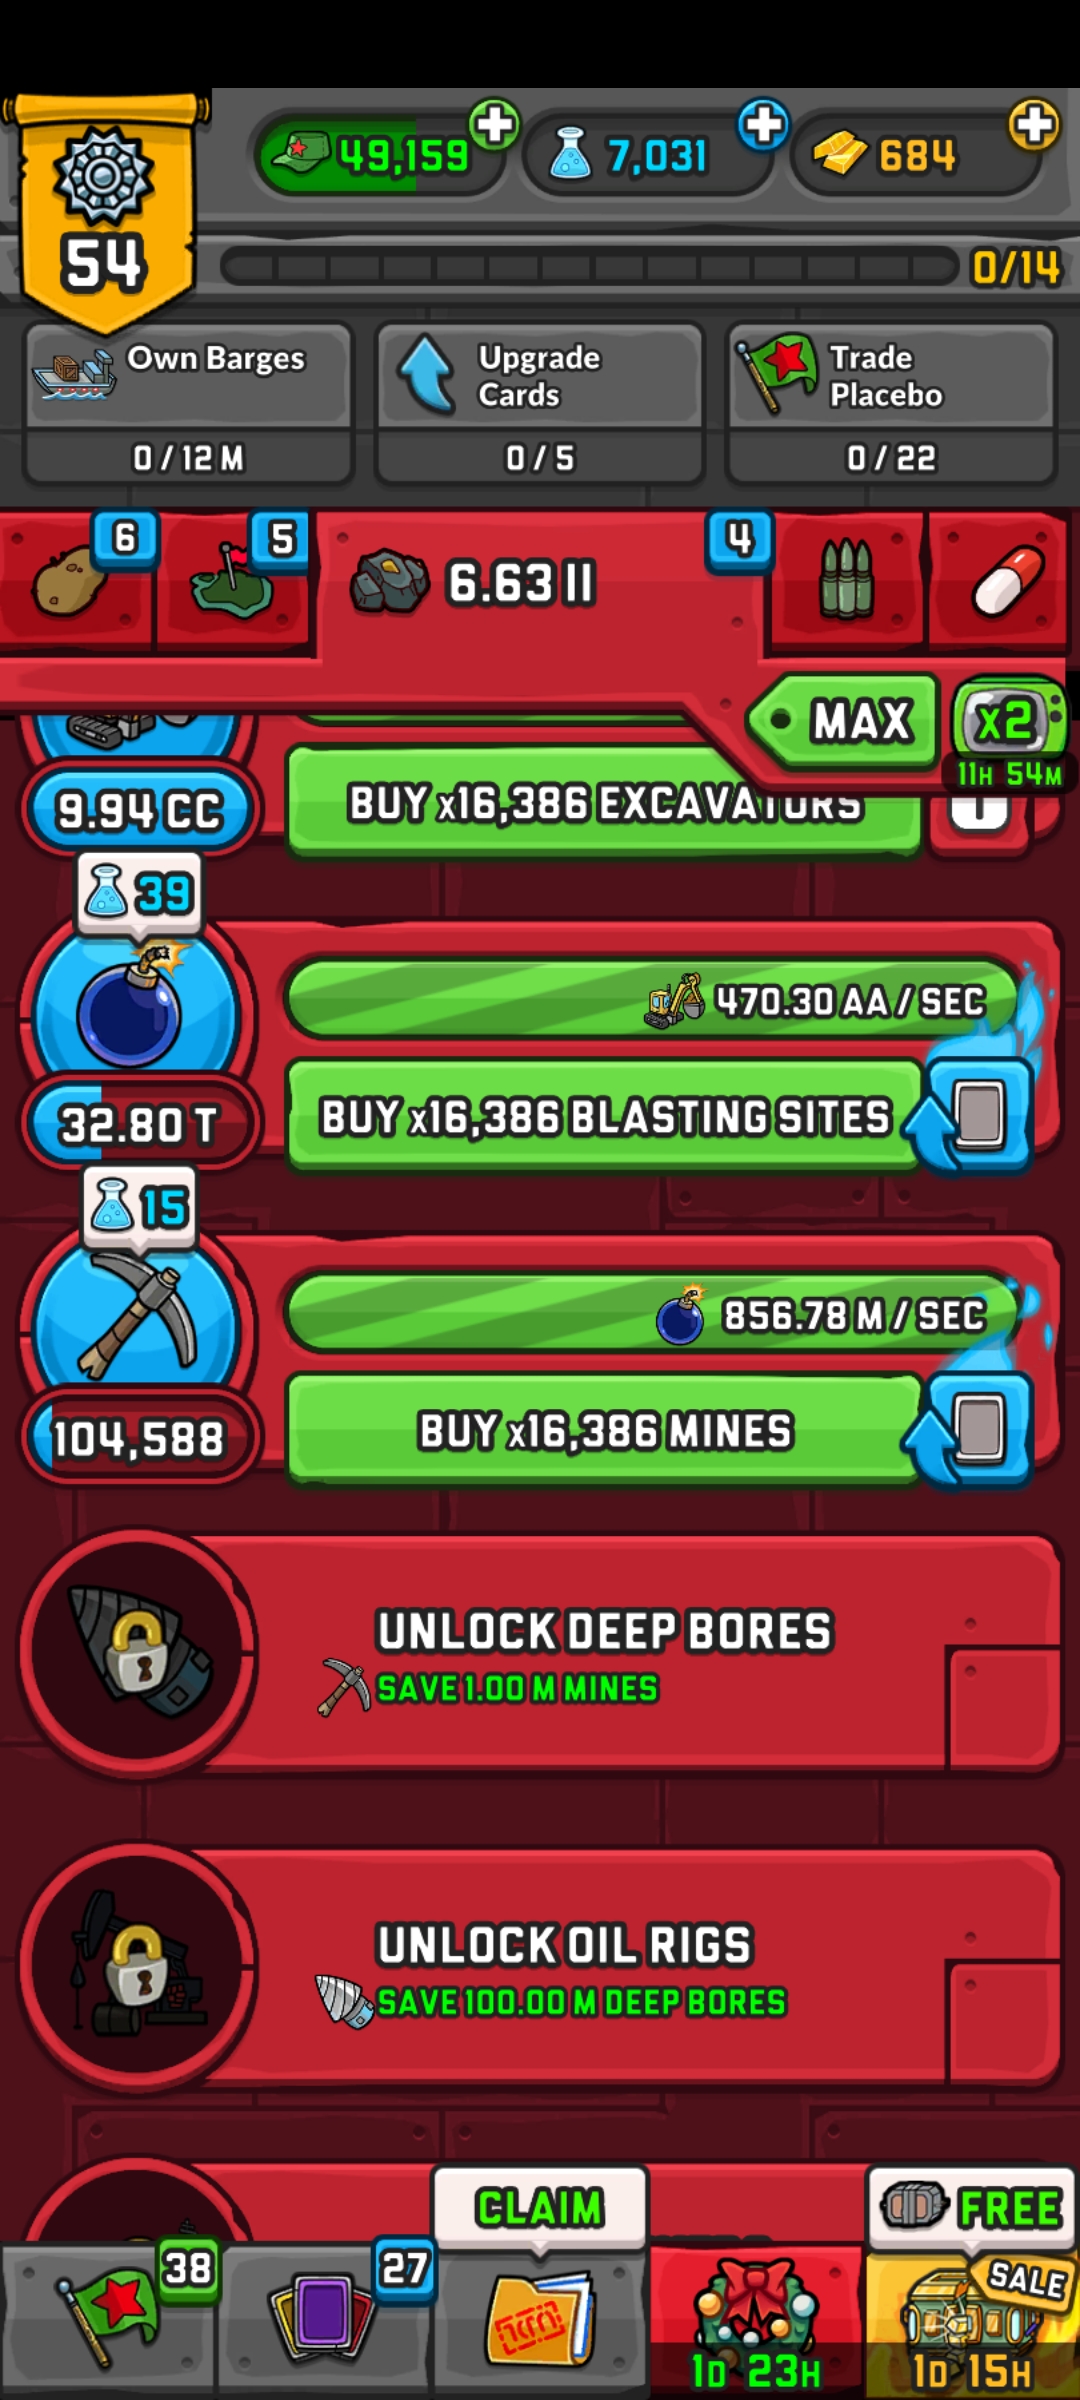 49,159
7,031
684
54
0/14
Own Barges
0 / 12 M
Upgrade
Cards
0 / 5
Trade
Placebo
0 / 22
6
5
6.63 II
4
MAX
x2
11H 54M
9.94 CC
BUY x16,386 EXCAVATORS
39
470.30 AA / SEC
32.80 T
BUY x16,386 BLASTING SITES
15
856.78 M / SEC
104,588
BUY x16,386 MINES
UNLOCK DEEP BORES
SAVE 1.00 M MINES
UNLOCK OIL RIGS
SAVE 100.00 M DEEP BORES
CLAIM
FREE
38
27
SALE
1D 23H
1D 15H